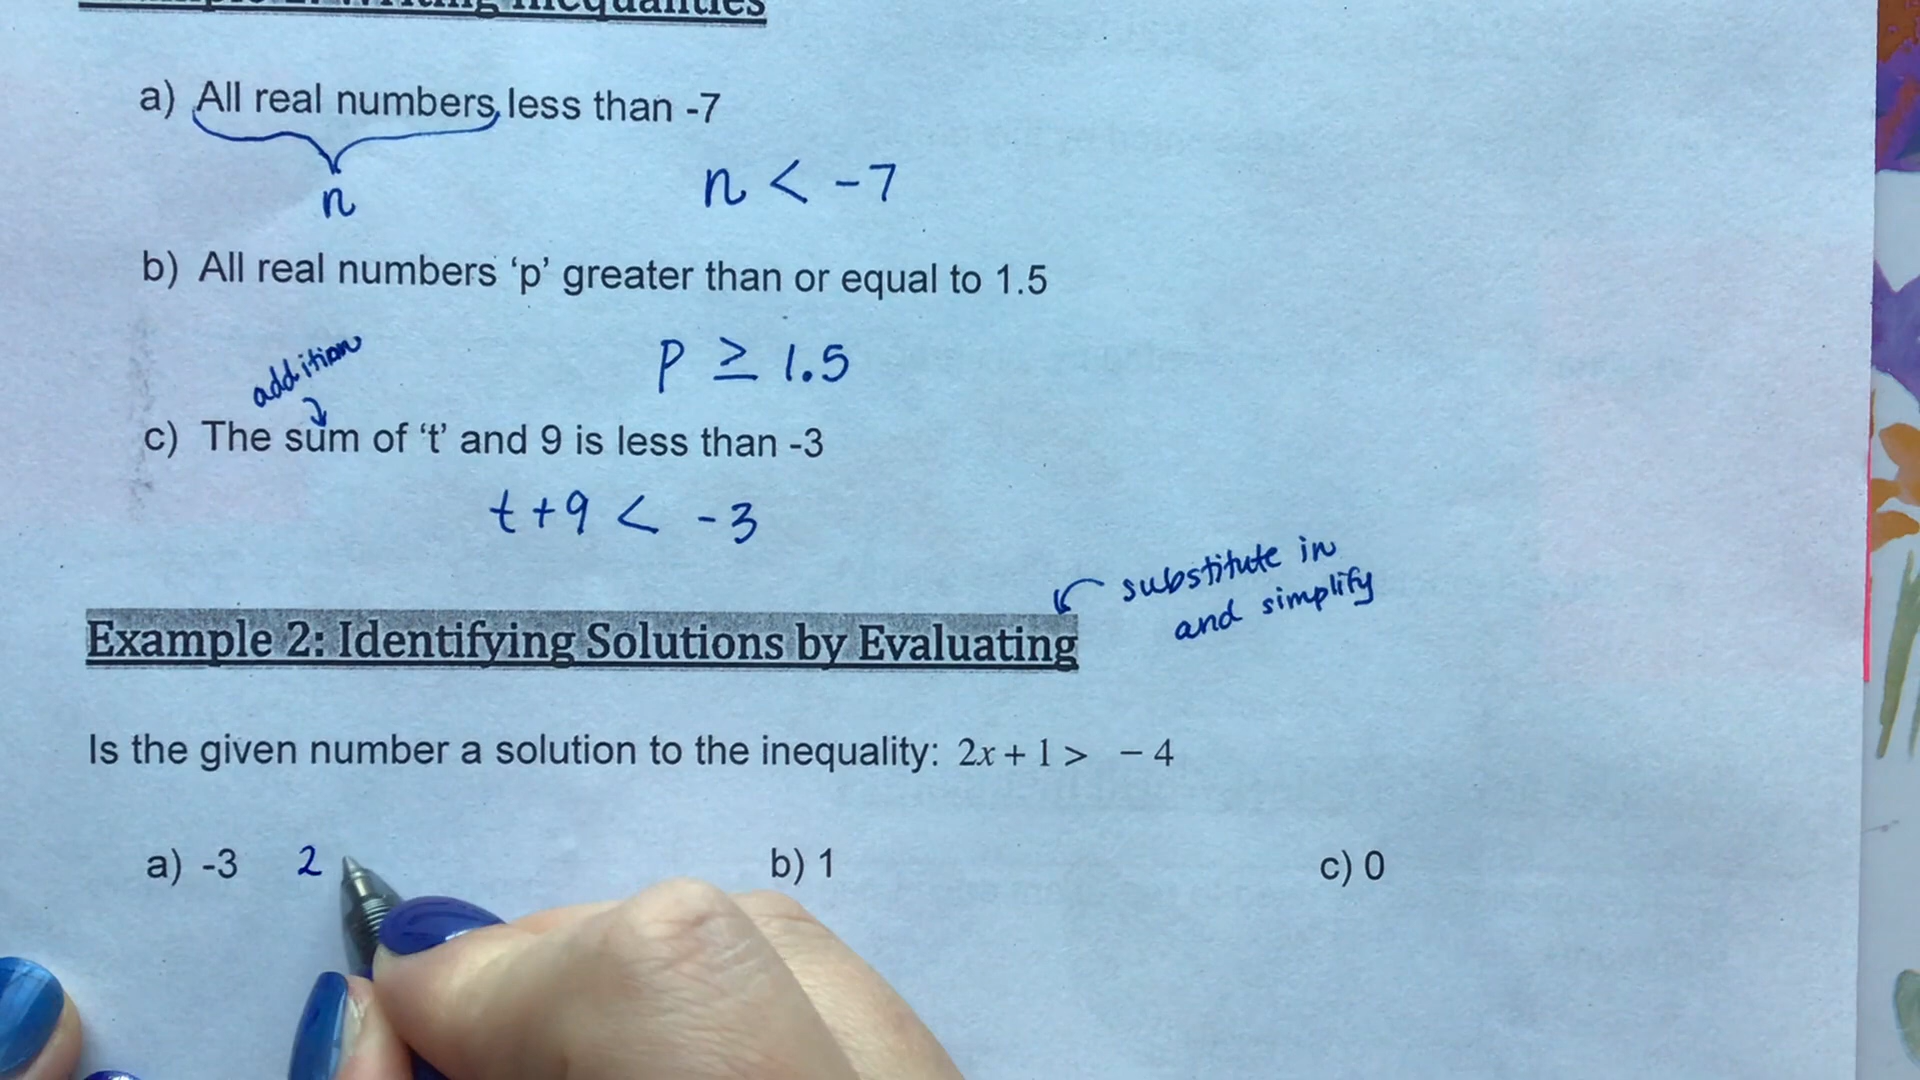 Writing Inequalities
a) All real numbers, less than -7
n
n < -7
b) All real numbers ‘p’ greater than or equal to 1.5
p ≥ 1.5
addition
c) The sum of ‘t’ and 9 is less than -3
t + 9 < -3
substitute in
and simplify
Example 2: Identifying Solutions by Evaluating
Is the given number a solution to the inequality: 2x + 1 > - 4
a) -3 2 b) 1 c) 0